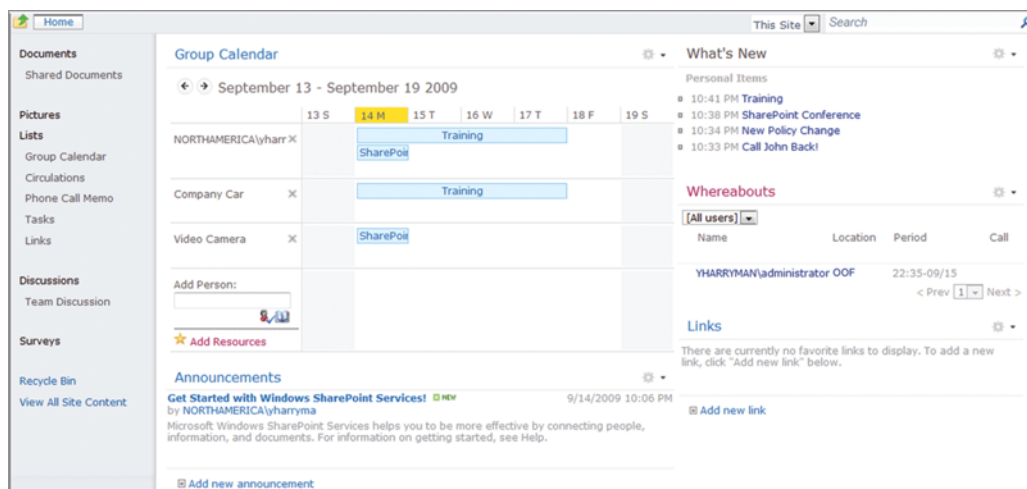 Home
This Site
Search
Documents
Shared Documents
Pictures
Lists
Group Calendar
Circulations
Phone Call Memo
Tasks
Links
Discussions
Team Discussion
Surveys
Recycle Bin
View All Site Content
Group Calendar
September 13 - September 19 2009
13 S 14 M 15 T 16 W 17 T 18 F 19 S
NORTHAMERICA\yharr
Training
SharePoin
Company Car
Training
Video Camera
SharePoin
Add Person:
Add Resources
Announcements
Get Started with Windows SharePoint Services! NEW 9/14/2009 10:06 PM
by NORTHAMERICA\yharryma
Microsoft Windows SharePoint Services helps you to be more effective by connecting people,
information, and documents. For information on getting started, see Help.
Add new announcement
What's New
Personal Items
10:41 PM Training
10:38 PM SharePoint Conference
10:34 PM New Policy Change
10:33 PM Call John Back!
Whereabouts
[All users]
Name Location Period Call
YHARRYMAN\administrator OOF 22:35-09/15
< Prev 1 Next >
Links
There are currently no favorite links to display. To add a new
link, click "Add new link" below.
Add new link